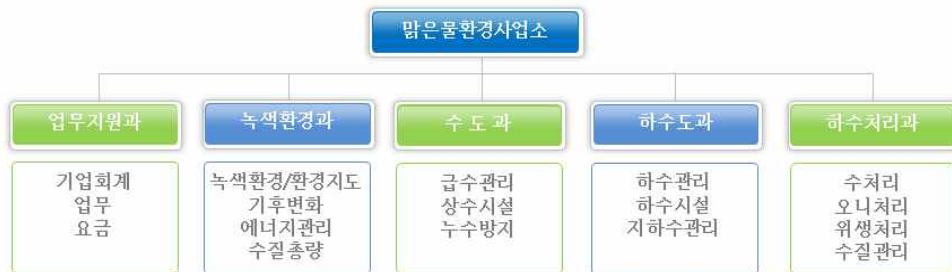 맑은물환경사업소
업무지원과
기업회계
업무
요금
녹색환경과
녹색환경/환경지도
기후변화
에너지관리
수질총량
수 도 과
급수관리
상수시설
누수방지
하수도과
하수관리
하수시설
지하수관리
하수처리과
수처리
오니처리
위생처리
수질관리